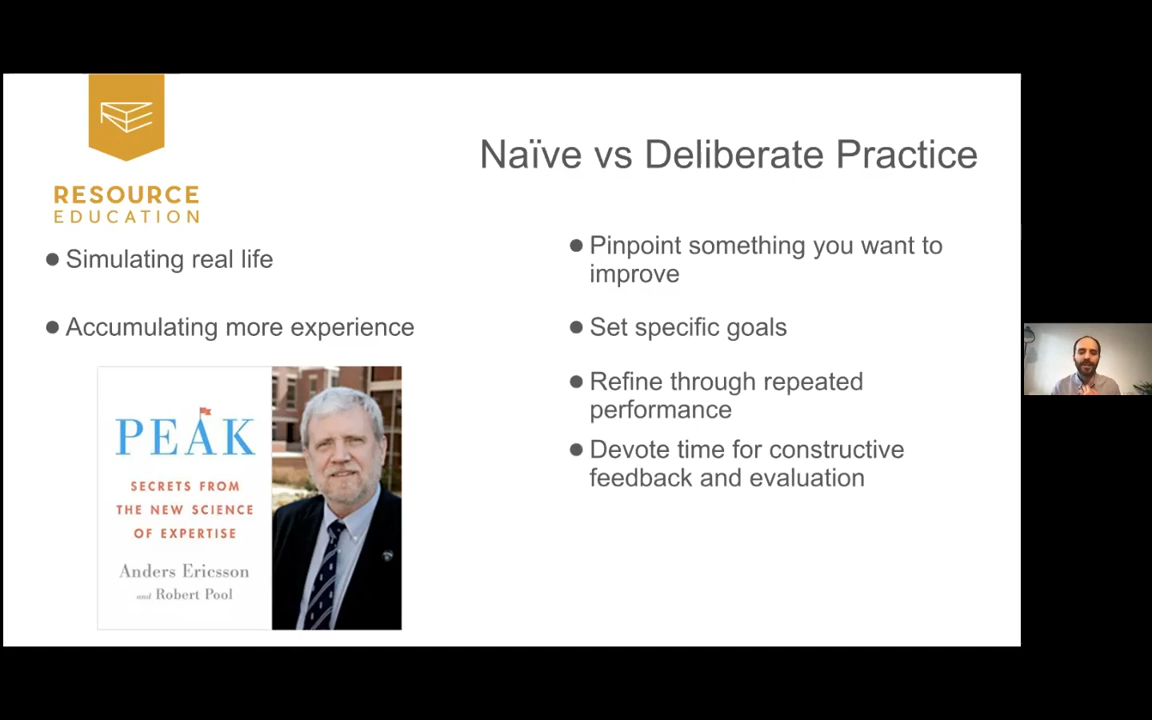 RESOURCE
EDUCATION
Naïve vs Deliberate Practice
● Simulating real life
● Accumulating more experience
PEAK
SECRETS FROM
THE NEW SCIENCE
OF EXPERTISE
Anders Ericsson
and Robert Pool
● Pinpoint something you want to
improve
● Set specific goals
● Refine through repeated
performance
● Devote time for constructive
feedback and evaluation